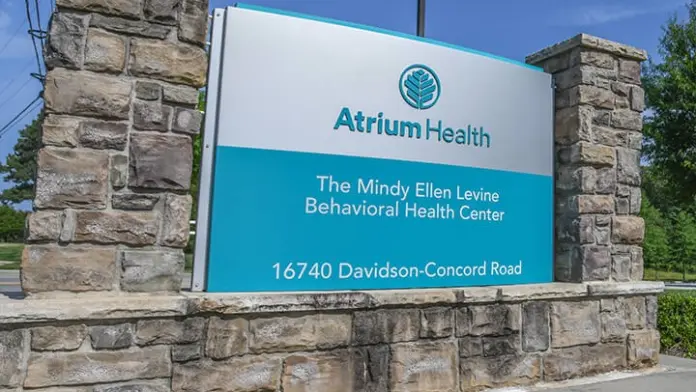 Atrium Health
The Mindy Ellen Levine
Behavioral Health Center
16740 Davidson-Concord Road